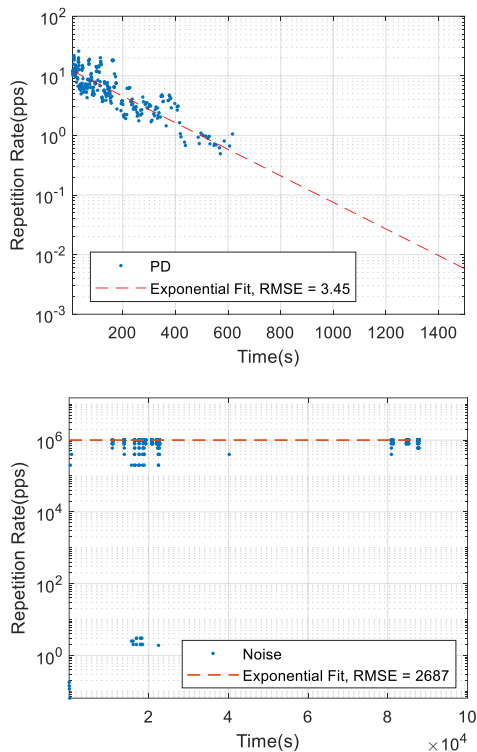 10^2
10^1
10^0
10^-1
10^-2
10^-3
Repetition Rate(pps)
PD
Exponential Fit, RMSE = 3.45
200 400 600 800 1000 1200 1400
Time(s)
10^6
10^4
10^2
10^0
Repetition Rate(pps)
Noise
Exponential Fit, RMSE = 2687
2 4 6 8 10
Time(s)
×10^4